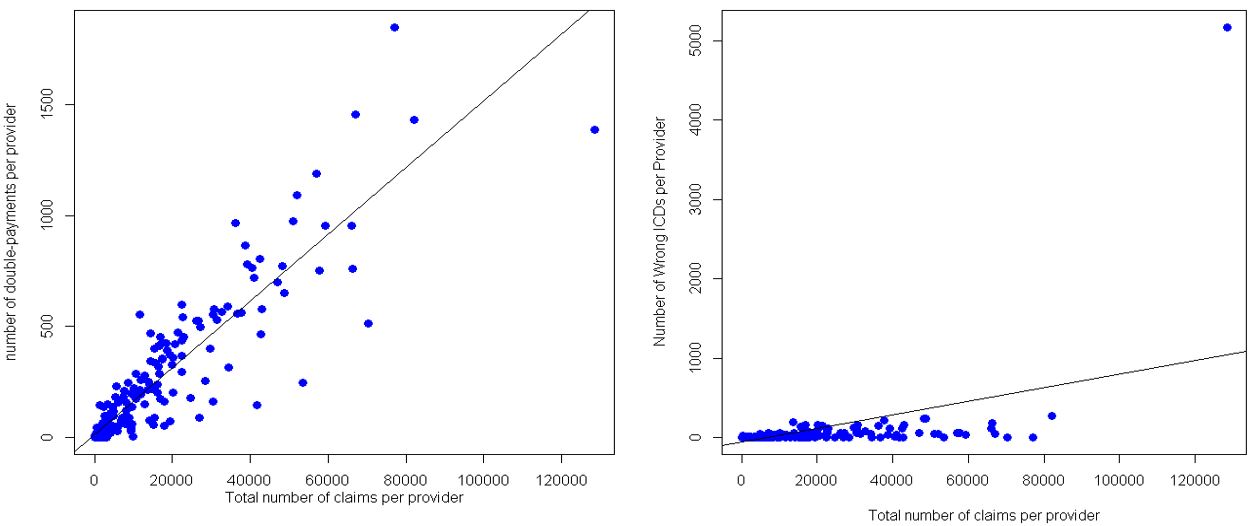 number of double-payments per provider
1500
1000
500
0
0 20000 40000 60000 80000 100000 120000
Total number of claims per provider
Number of Wrong ICDs per Provider
5000
4000
3000
2000
1000
0
0 20000 40000 60000 80000 100000 120000
Total number of claims per provider